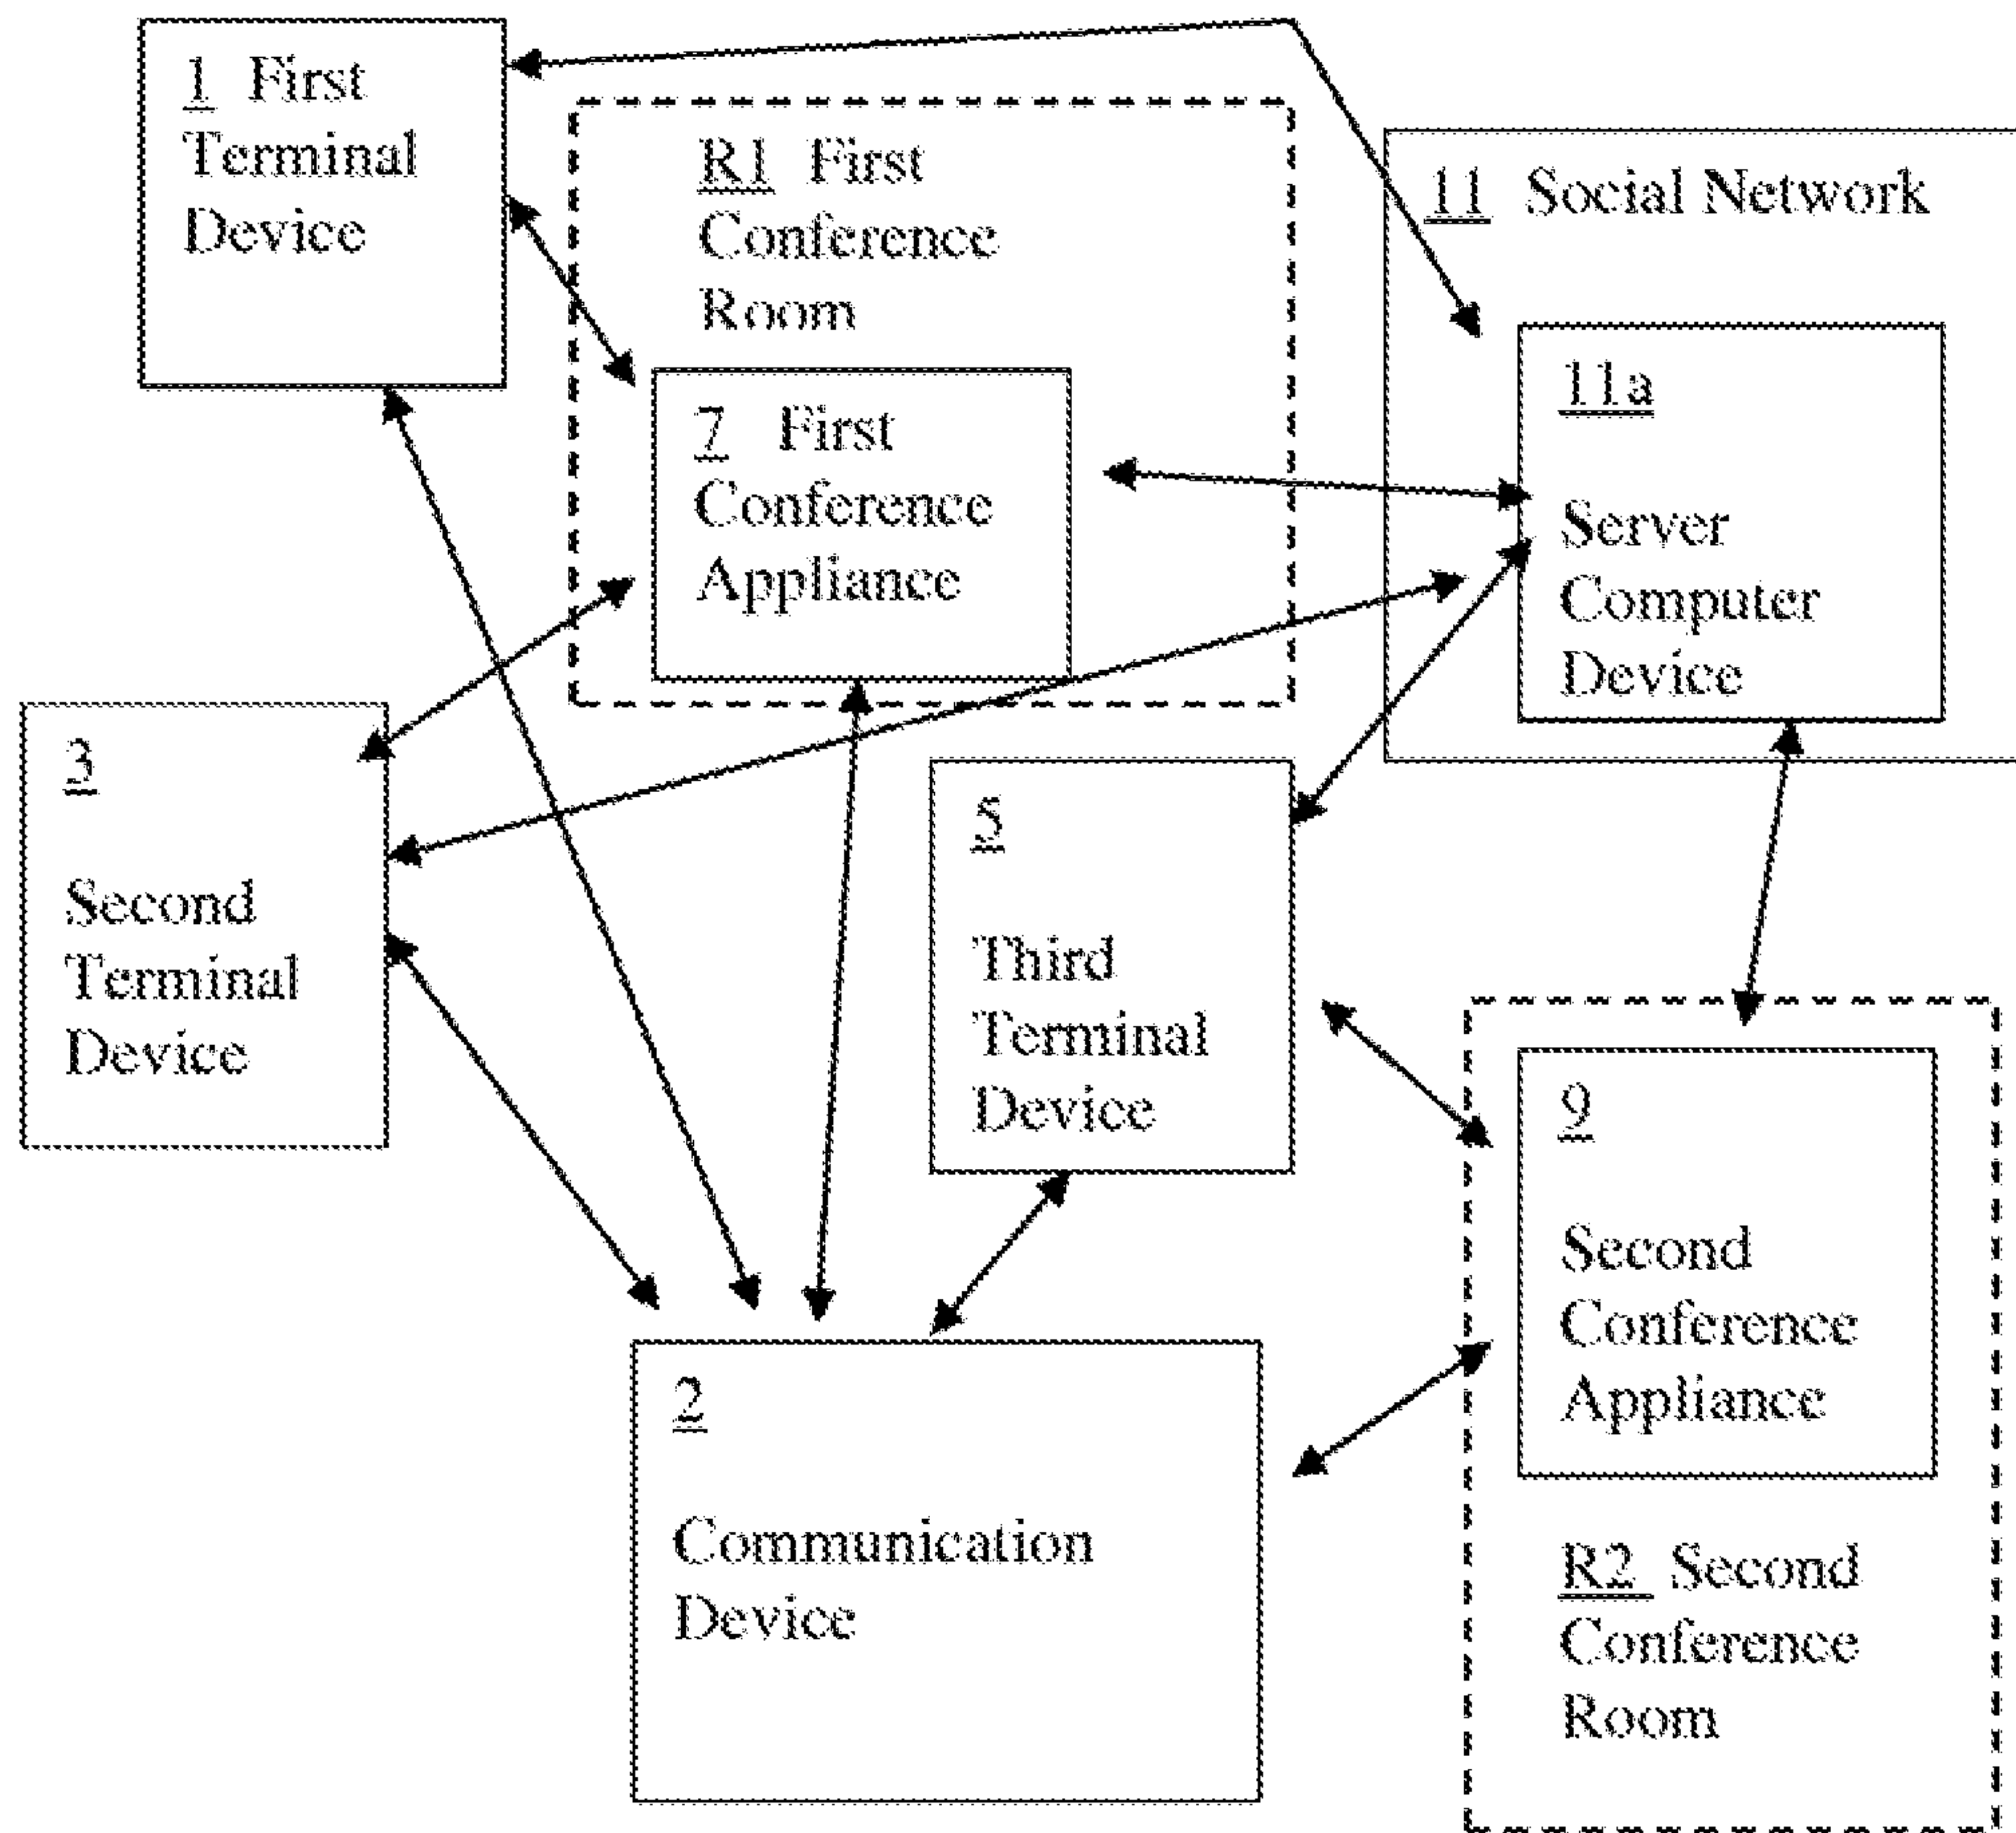 1 First
Terminal
Device
R1 First
Conference
Room
11 Social Network
7 First
Conference
Appliance
11a
Server
Computer
Device
3
Second
Terminal
Device
5
Third
Terminal
Device
9
Second
Conference
Appliance
2
Communication
Device
R2 Second
Conference
Room